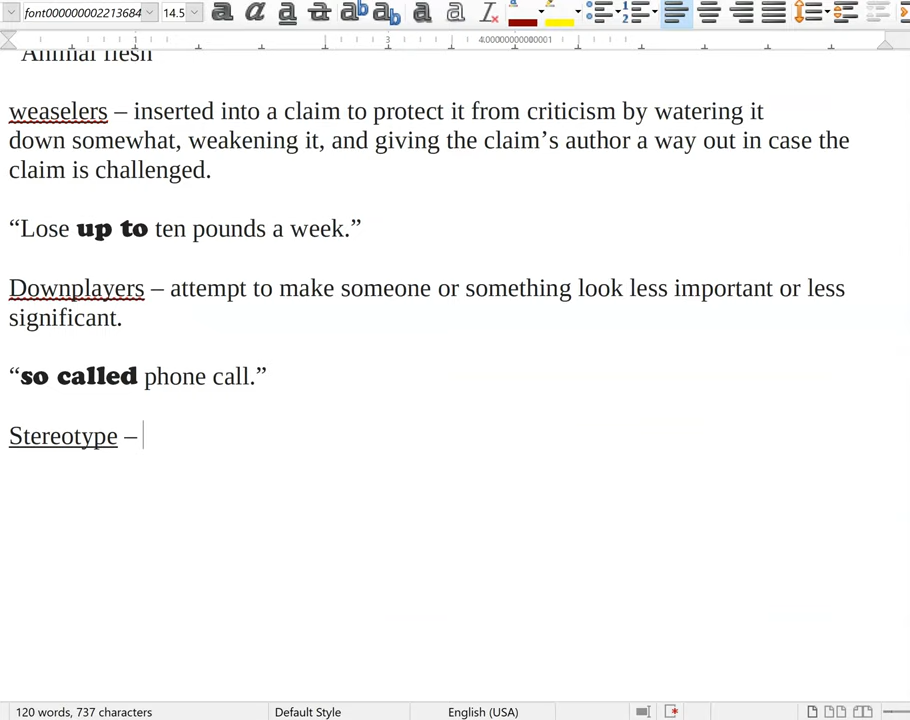 font0000000002213684 14.5
1 3 4.00000000000001
Animal flesh
weaselers – inserted into a claim to protect it from criticism by watering it
down somewhat, weakening it, and giving the claim’s author a way out in case the
claim is challenged.
“Lose up to ten pounds a week.”
Downplayers – attempt to make someone or something look less important or less
significant.
“so called phone call.”
Stereotype –
120 words, 737 characters Default Style English (USA)